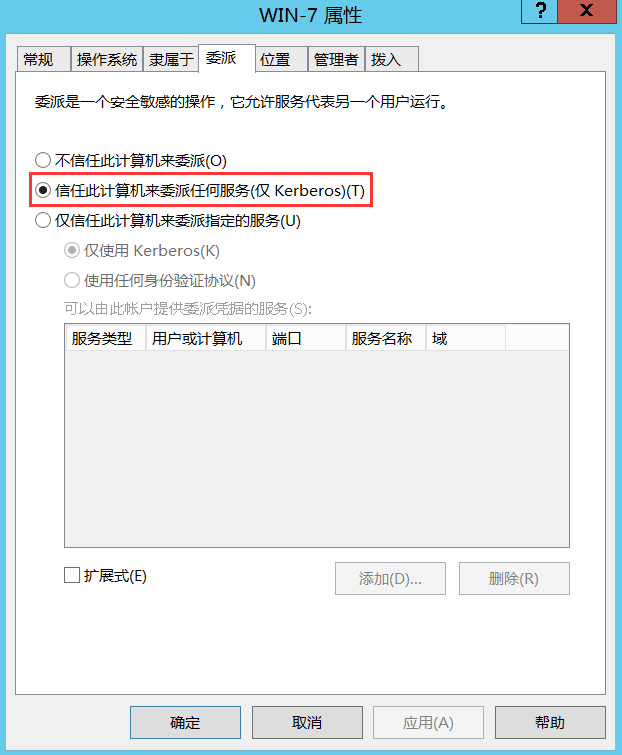 WIN-7 属性
? X
常规 操作系统 隶属于 委派 位置 管理者 拨入
委派是一个安全敏感的操作，它允许服务代表另一个用户运行。
不信任此计算机来委派(O)
信任此计算机来委派任何服务(仅 Kerberos)(T)
仅信任此计算机来委派指定的服务(U)
仅使用 Kerberos(K)
使用任何身份验证协议(N)
可以由此帐户提供委派凭据的服务(S):
服务类型 用户或计算机 端口 服务名称 域
扩展式(E) 添加(D)... 删除(R)
确定 取消 应用(A) 帮助